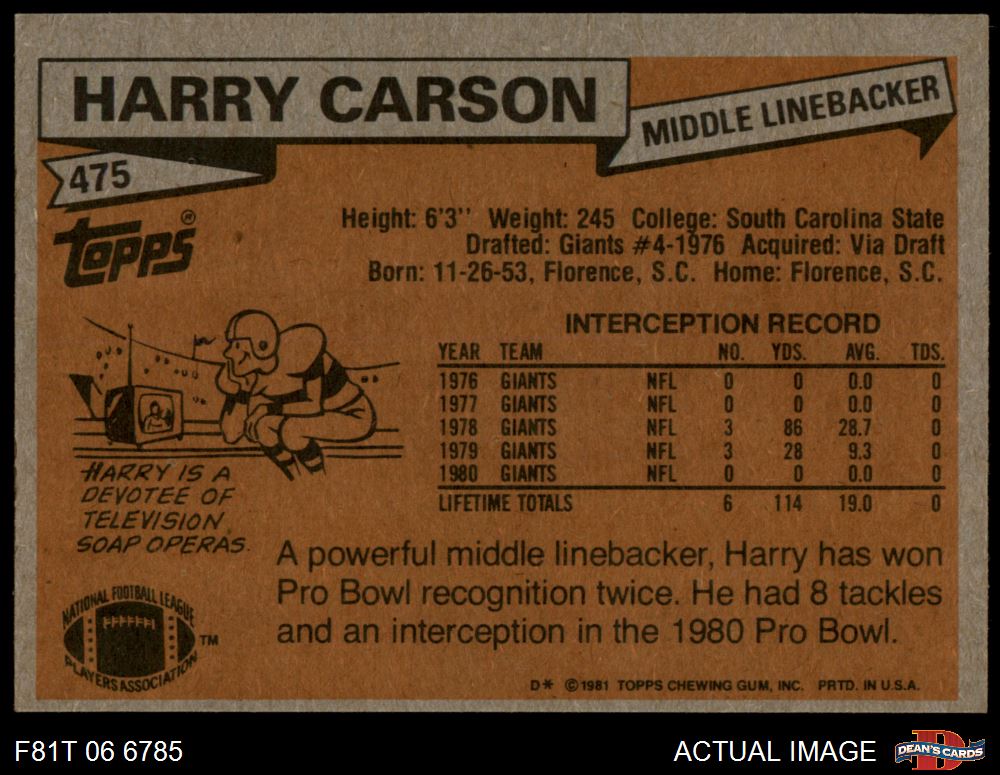 HARRY CARSON
MIDDLE LINEBACKER
475
TOPPS®
Height: 6'3'' Weight: 245 College: South Carolina State
Drafted: Giants #4-1976 Acquired: Via Draft
Born: 11-26-53, Florence, S.C. Home: Florence, S.C.
INTERCEPTION RECORD
YEAR TEAM NO. YDS. AVG. TDS.
1976 GIANTS NFL 0 0 0.0 0
1977 GIANTS NFL 0 0 0.0 0
1978 GIANTS NFL 3 86 28.7 0
1979 GIANTS NFL 3 28 9.3 0
1980 GIANTS NFL 0 0 0.0 0
LIFETIME TOTALS 6 114 19.0 0
HARRY IS A
DEVOTEE OF
TELEVISION
SOAP OPERAS.
A powerful middle linebacker, Harry has won
Pro Bowl recognition twice. He had 8 tackles
and an interception in the 1980 Pro Bowl.
NATIONAL FOOTBALL LEAGUE
PLAYERS ASSOCIATION
TM
D* ©1981 TOPPS CHEWING GUM, INC. PRTD. IN U.S.A.
F81T 06 6785
ACTUAL IMAGE
D
DEAN'S CARDS